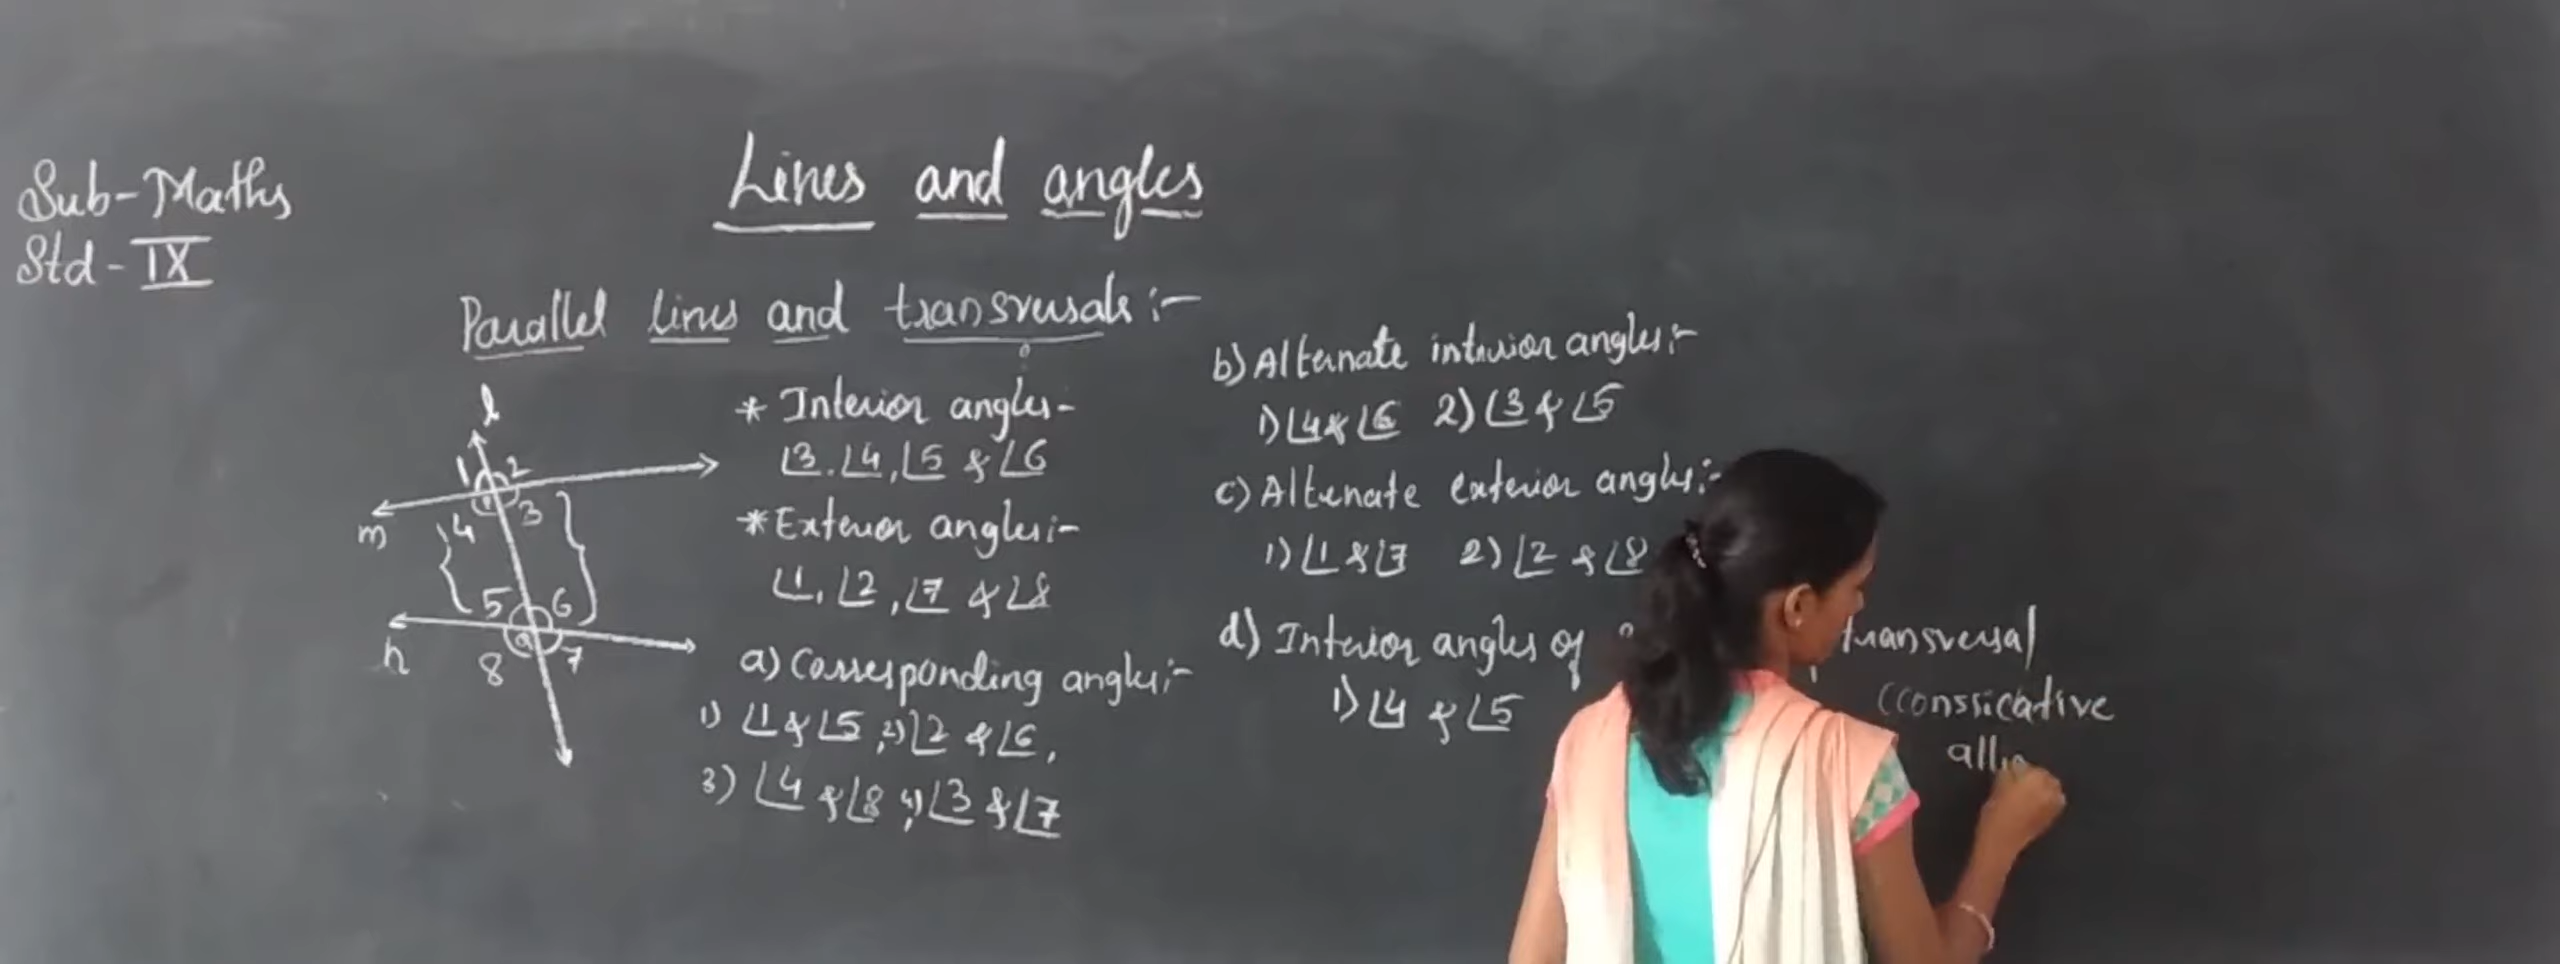 Sub-Maths
Std-IX
Lines and angles
Parallel lines and transversals:-
l
1 2
m
4 3
5 6
n
8 7
* Interior angles-
∠3. ∠4, ∠5 & ∠6
* Exterior angles:-
∠1, ∠2, ∠7 & ∠8
a) Corresponding angles:-
1) ∠1 & ∠5, 2) ∠2 & ∠6,
3) ∠4 & ∠8, 4) ∠3 & ∠7
b) Alternate interior angles:-
1) ∠4 & ∠6 2) ∠3 & ∠5
c) Alternate exterior angles:-
1) ∠1 & ∠7 2) ∠2 & ∠8
d) Interior angles of transversal
1) ∠4 & ∠5 (conssicative